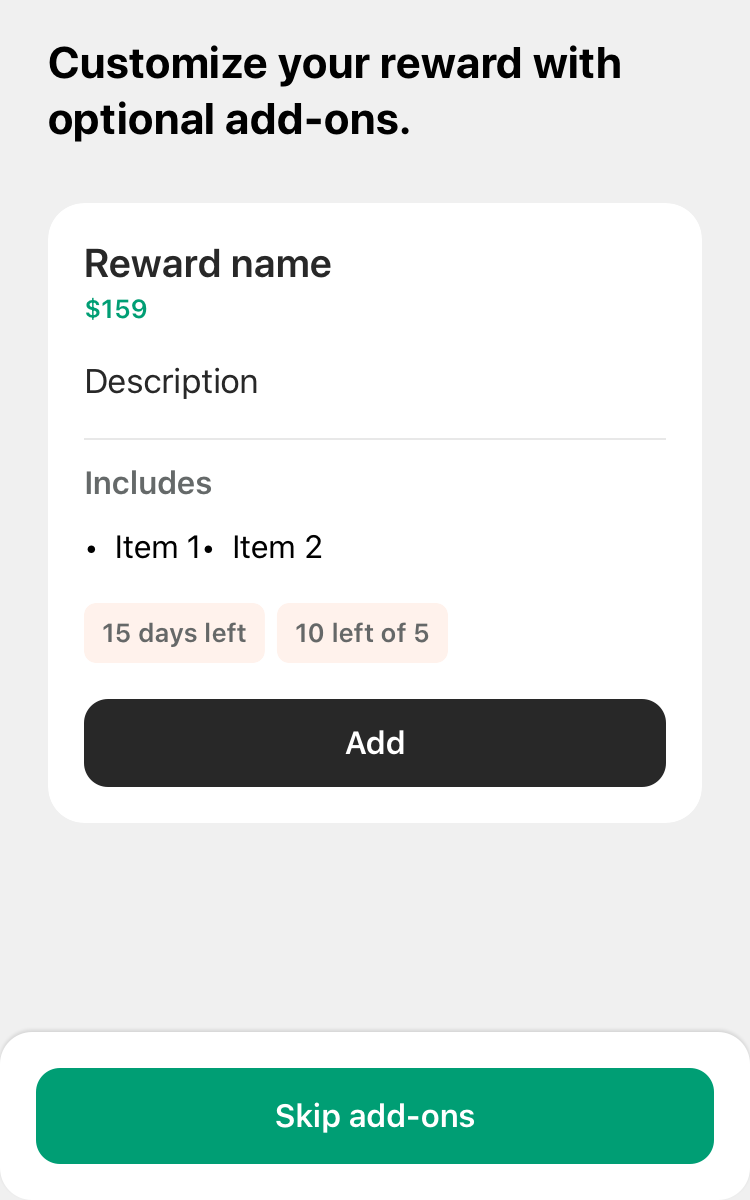 Customize your reward with
optional add-ons.
Reward name
$159
Description
Includes
• Item 1• Item 2
15 days left 10 left of 5
Add
Skip add-ons